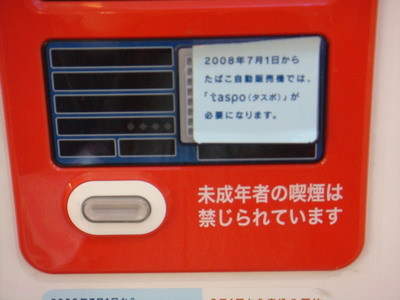 2008年7月1日から
たばこ自動販売機では、
「taspo（タスポ）」が
必要になります。
未成年者の喫煙は
禁じられています